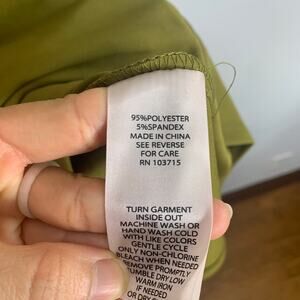 95%POLYESTER
5%SPANDEX
MADE IN CHINA
SEE REVERSE
FOR CARE
RN 103715
TURN GARMENT
INSIDE OUT
MACHINE WASH OR
HAND WASH COLD
WITH LIKE COLORS
GENTLE CYCLE
ONLY NON-CHLORINE
BLEACH WHEN NEEDED
REMOVE PROMPTLY
TUMBLE DRY LOW
WARM IRON
IF NEEDED
OR DRY